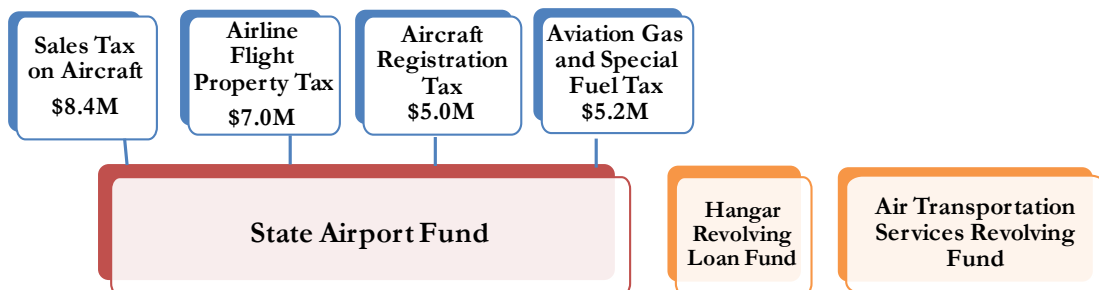 Sales Tax
on Aircraft
$8.4M
Airline
Flight
Property Tax
$7.0M
Aircraft
Registration
Tax
$5.0M
Aviation Gas
and Special
Fuel Tax
$5.2M
State Airport Fund
Hangar
Revolving
Loan Fund
Air Transportation
Services Revolving
Fund